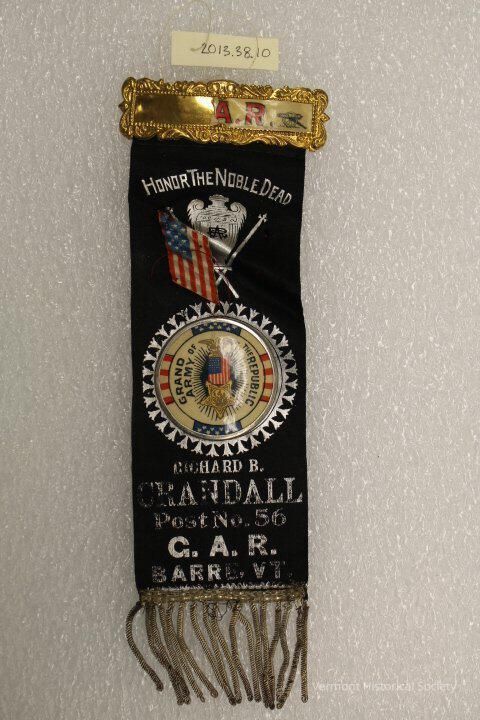 2013.38.10
A.R.
HONOR THE NOBLE DEAD
GRAND ARMY OF THE REPUBLIC
RICHARD B.
CRANDALL
Post No. 56
G. A. R.
BARRE, VT.
Vermont Historical Society